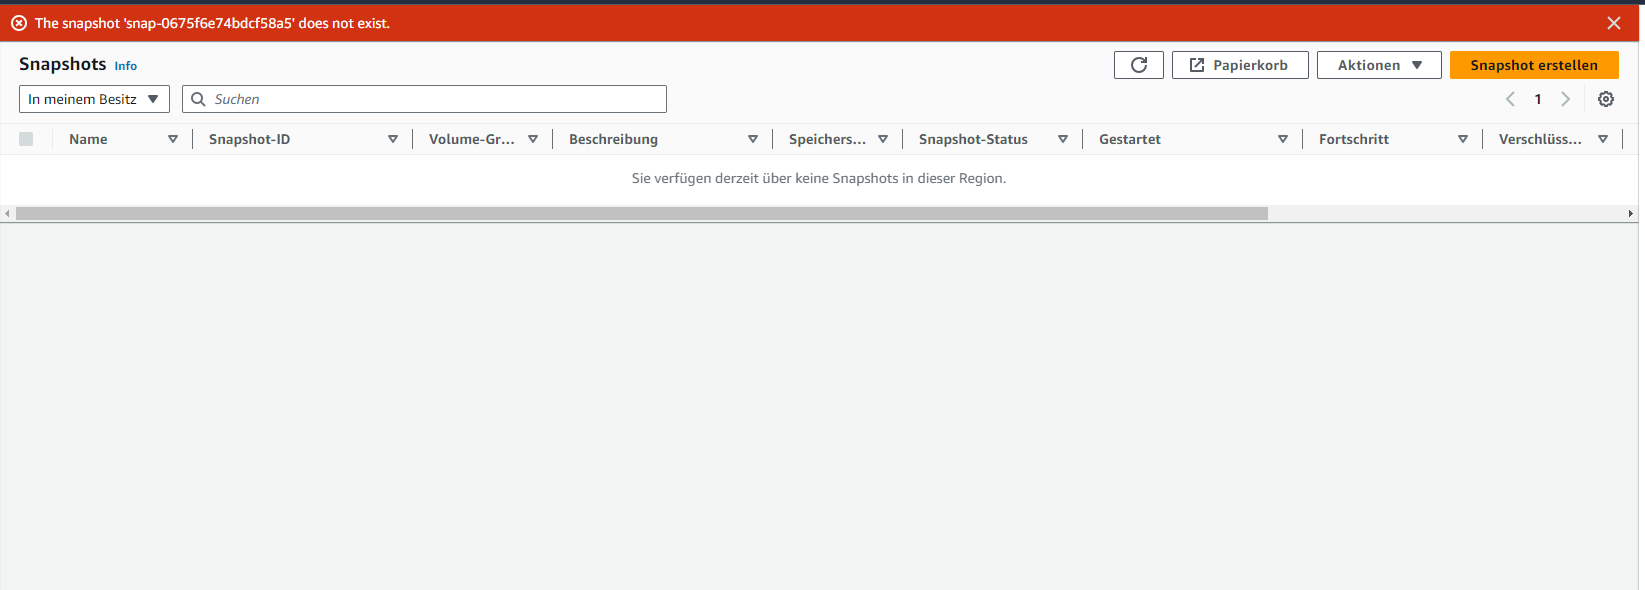 The snapshot 'snap-0675f6e74bdcf58a5' does not exist.
Snapshots Info
Papierkorb
Aktionen
Snapshot erstellen
In meinem Besitz
Suchen
1
Name Snapshot-ID Volume-Gr... Beschreibung Speichers... Snapshot-Status Gestartet Fortschritt Verschlüss...
Sie verfügen derzeit über keine Snapshots in dieser Region.